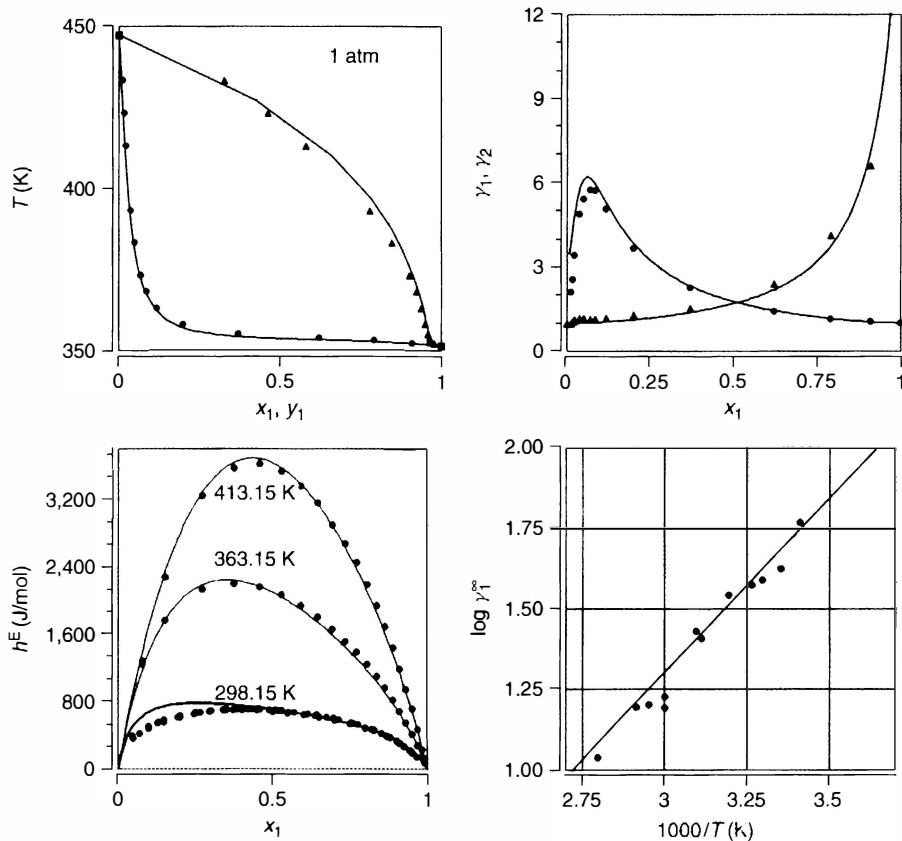 450
400
350
T (K)
1 atm
0
0.5
1
x₁, y₁
12
9
6
3
0
γ₁, γ₂
0
0.25
0.50
0.75
1
x₁
3,200
2,400
1,600
800
0
hᴱ (J/mol)
413.15 K
363.15 K
298.15 K
0
0.5
1
x₁
2.00
1.75
1.50
1.25
1.00
log γ₁^∞
2.75
3
3.25
3.5
1000/T (K)